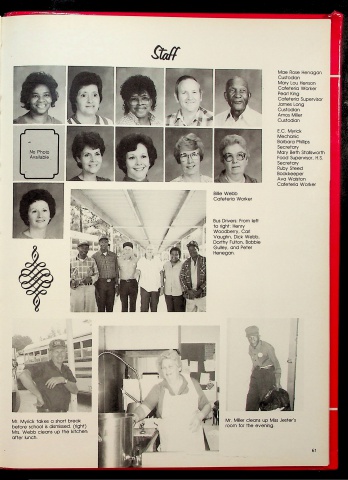 Staff
Mae Rose Henagan
Custodian
Mary Lou Henson
Cafeteria Worker
Pearl King
Cafeteria Supervisor
James Long
Custodian
Amos Miller
Custodian
No Photo
Available
E.C. Myrick
Mechanic
Barbara Phillips
Secretary
Mary Beth Stallsworth
Food Supervisor, H.S.
Secretary
Ruby Steed
Bookkeeper
Ava Walston
Cafeteria Worker
Billie Webb
Cafeteria Worker
Bus Drivers: From left
to right: Henry
Woodberry, Carl
Vaughn, Dick Webb,
Dorthy Fulton, Bobbie
Gulley, and Peter
Henegan.
Mr. Myrick takes a short break
before school is dismissed. (right)
Ms. Webb cleans up the kitchen
after lunch.
Mr. Miller cleans up Miss Jester's
room for the evening.
61